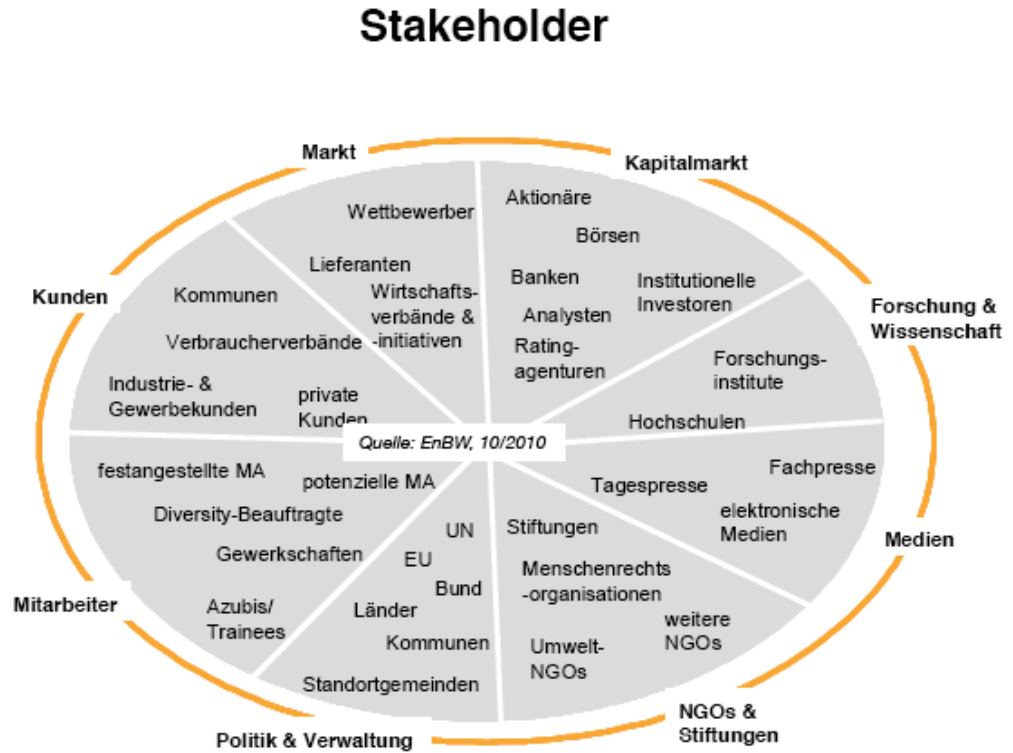 Stakeholder
Markt
Kapitalmarkt
Wettbewerber
Lieferanten
Wirtschafts-
verbände &
-initiativen
Aktionäre
Börsen
Banken
Institutionelle
Investoren
Analysten
Rating-
agenturen
Kunden
Kommunen
Verbraucherverbände
Industrie- &
Gewerbekunden
private
Kunden
Forschung &
Wissenschaft
Forschungs-
institute
Hochschulen
Quelle: EnBW, 10/2010
festangestellte MA
potenzielle MA
Diversity-Beauftragte
Gewerkschaften
Azubis/
Trainees
Mitarbeiter
Fachpresse
Tagespresse
elektronische
Medien
Medien
UN
EU
Bund
Länder
Kommunen
Standortgemeinden
Politik & Verwaltung
Stiftungen
Menschenrechts
-organisationen
weitere
NGOs
Umwelt-
NGOs
NGOs &
Stiftungen